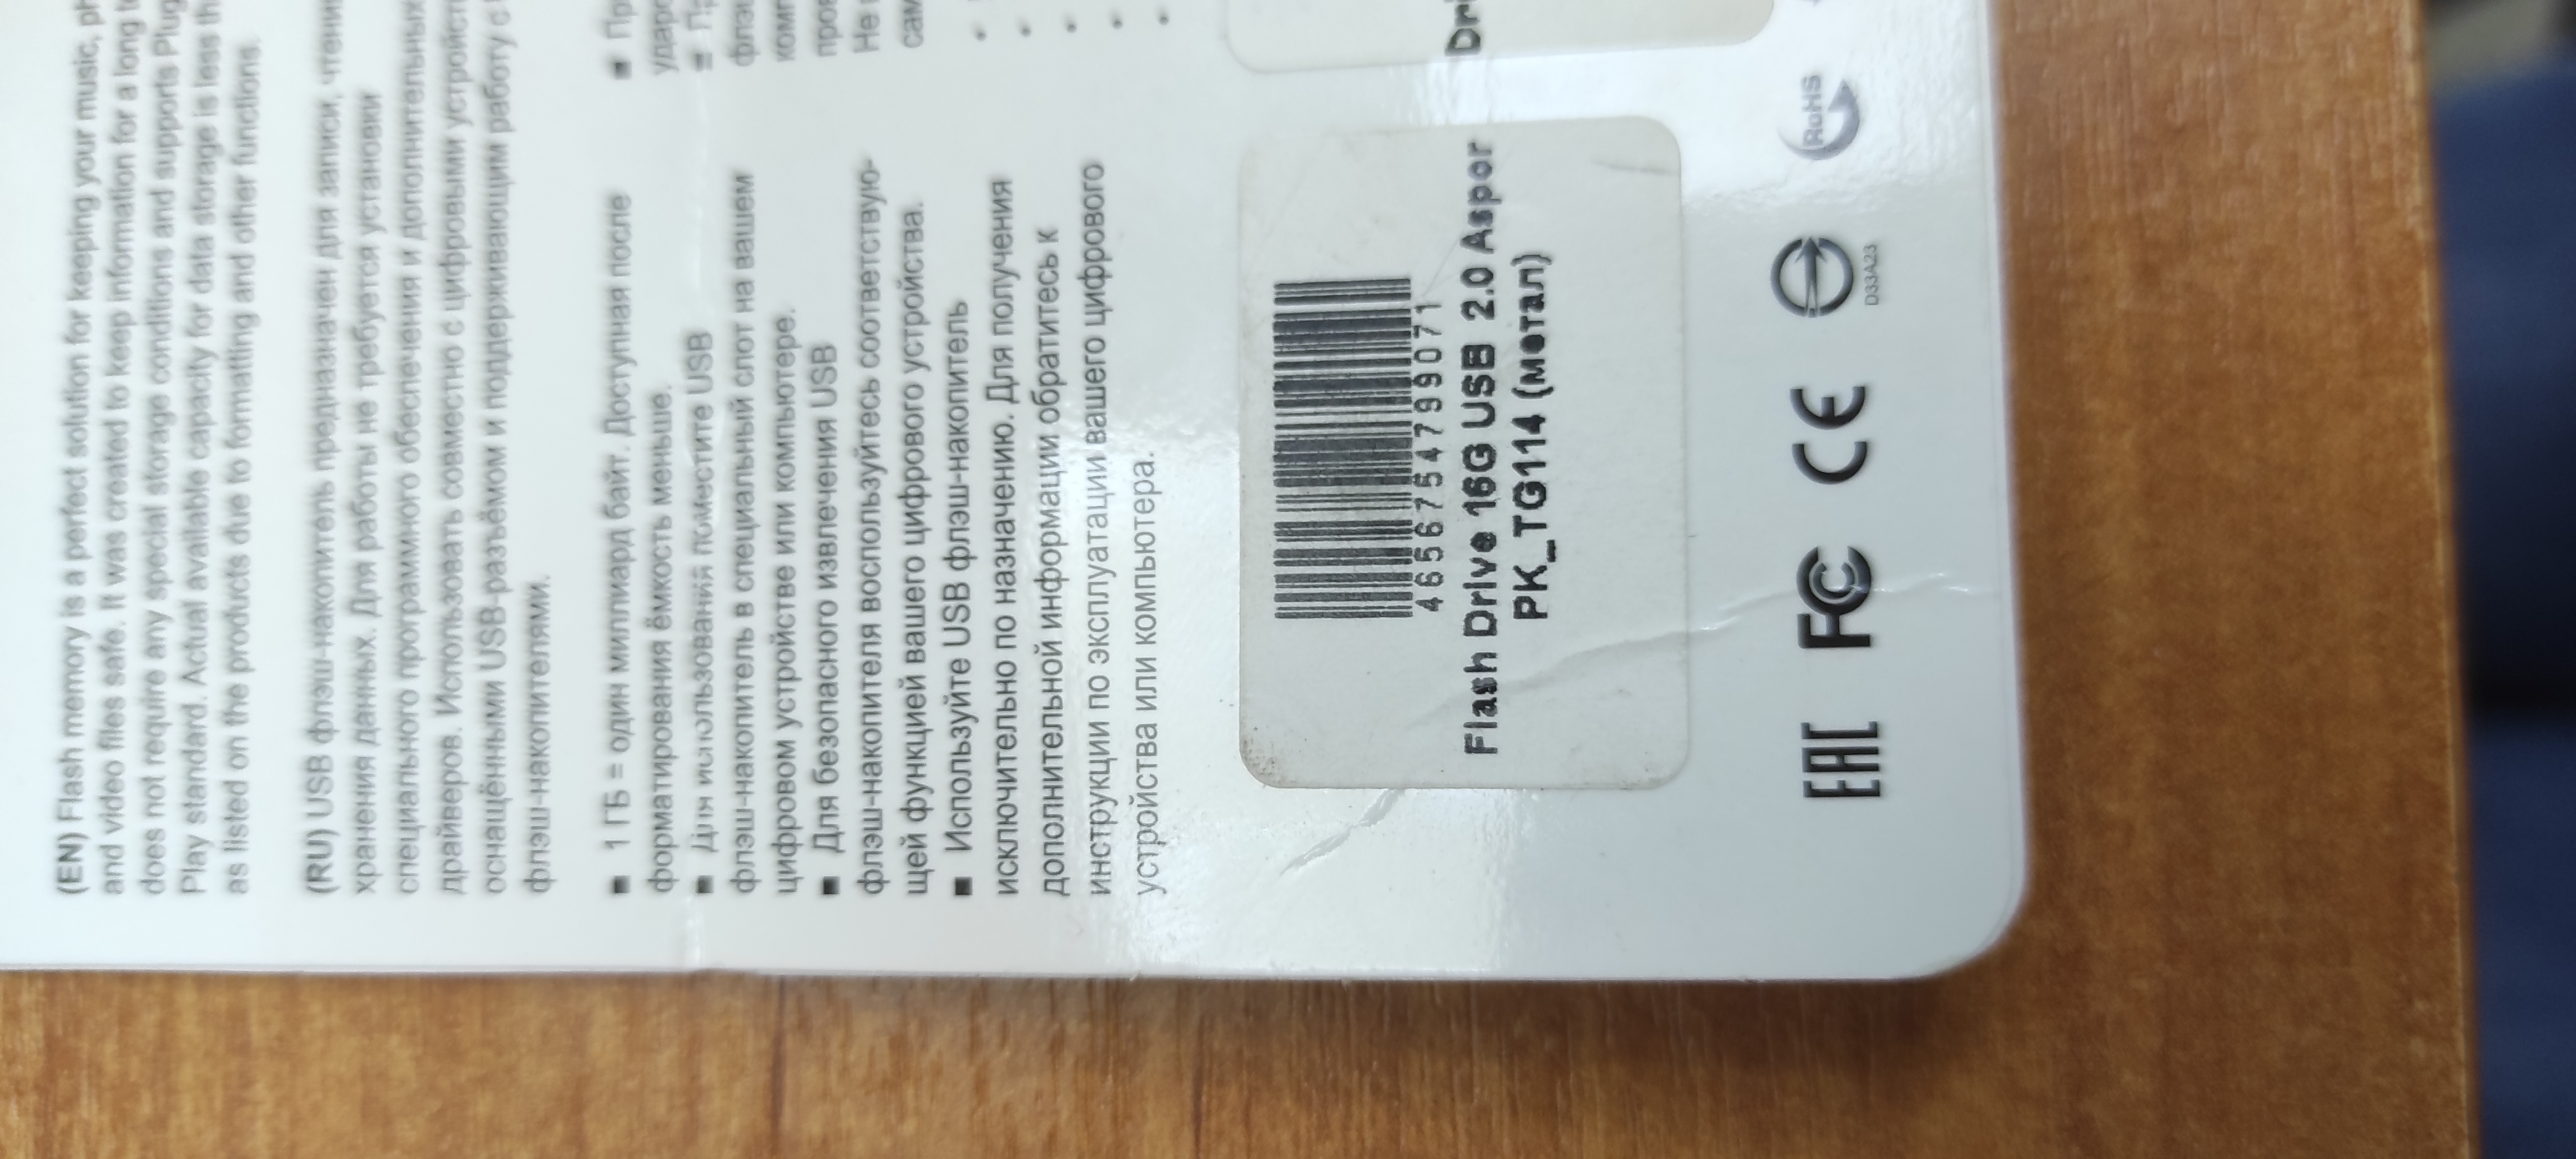 (EN) Flash memory is a perfect solution for keeping your music,
and video files safe. It was created to keep information for a long
does not require any special storage conditions and supports Plug
Play standard. Actual available capacity for data storage is less
as listed on the products due to formatting and other functions.
(RU) USB флэш-накопитель предназначен для записи, чтени
хранения данных. Для работы не требуется установки
специального программного обеспечения и дополнительных
драйверов. Использовать совместно с цифровыми устройст
оснащёнными USB-разъёмом и поддерживающим работу с
флэш-накопителями.
■ 1 ГБ = один миллиард байт. Доступная после
форматирования ёмкость меньше.
■ Для использования поместите USB
флэш-накопитель в специальный слот на вашем
цифровом устройстве или компьютере.
■ Для безопасного извлечения USB
флэш-накопителя воспользуйтесь соответствую-
щей функцией вашего цифрового устройства.
■ Используйте USB флэш-накопитель
исключительно по назначению. Для получения
дополнительной информации обратитесь к
инструкции по эксплуатации вашего цифрового
устройства или компьютера.
4656754799071
Flash Drive 16G USB 2.0 Aspor
PK_TG114 (метал)
EAC FC CE D33A23 RoHS